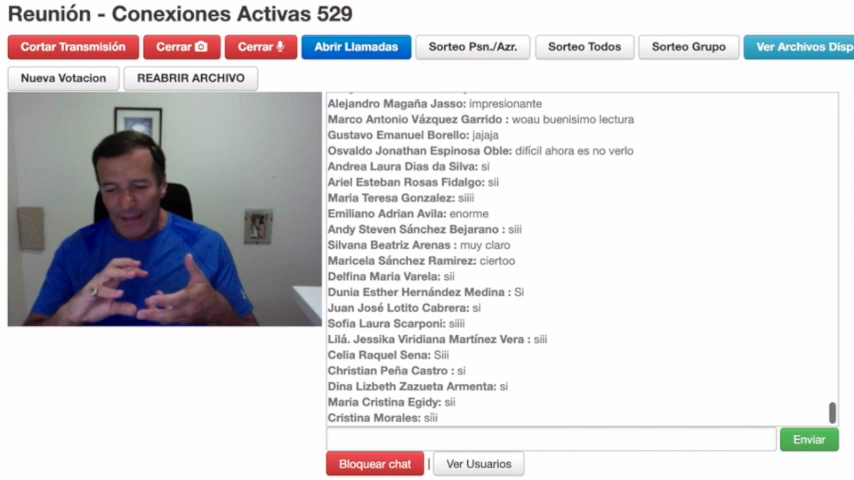 Reunión - Conexiones Activas 529
Cortar Transmisión Cerrar Cerrar Abrir Llamadas Sorteo Psn./Azr. Sorteo Todos Sorteo Grupo Ver Archivos Disp
Nueva Votacion REABRIR ARCHIVO
Alejandro Magaña Jasso: impresionante
Marco Antonio Vázquez Garrido : woau buenisimo lectura
Gustavo Emanuel Borello: jajaja
Osvaldo Jonathan Espinosa Oble: difícil ahora es no verlo
Andrea Laura Dias da Silva: si
Ariel Esteban Rosas Fidalgo: sii
Maria Teresa Gonzalez: siiii
Emiliano Adrian Avila: enorme
Andy Steven Sánchez Bejarano : siii
Silvana Beatriz Arenas : muy claro
Maricela Sánchez Ramirez: ciertoo
Delfina Maria Varela: sii
Dunia Esther Hernández Medina : Si
Juan José Lotito Cabrera: si
Sofia Laura Scarponi: siiii
Lilá. Jessika Viridiana Martínez Vera : siii
Celia Raquel Sena: Siii
Christian Peña Castro : si
Dina Lizbeth Zazueta Armenta: si
Maria Cristina Egidy: sii
Cristina Morales: síii
Enviar
Bloquear chat | Ver Usuarios